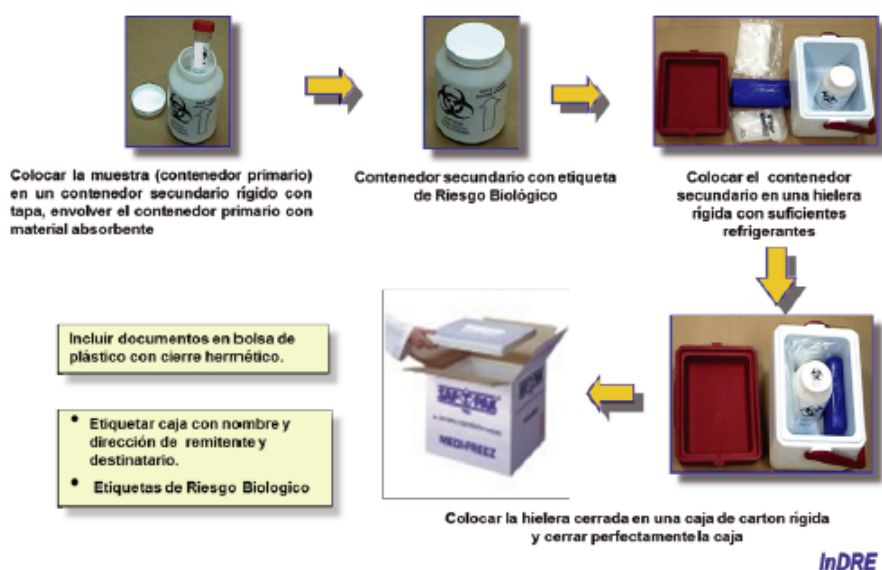 Colocar la muestra (contenedor primario)
en un contenedor secundario rígido con
tapa, envolver el contenedor primario con
material absorbente
Contenedor secundario con etiqueta
de Riesgo Biológico
Colocar el contenedor
secundario en una hielera
rígida con suficientes
refrigerantes
Incluir documentos en bolsa de
plástico con cierre hermético.
• Etiquetar caja con nombre y
dirección de remitente y
destinatario.
• Etiquetas de Riesgo Biologico
SAF-T-PAK
MEDI-FREEZ
Colocar la hielera cerrada en una caja de carton rígida
y cerrar perfectamente la caja
InDRE